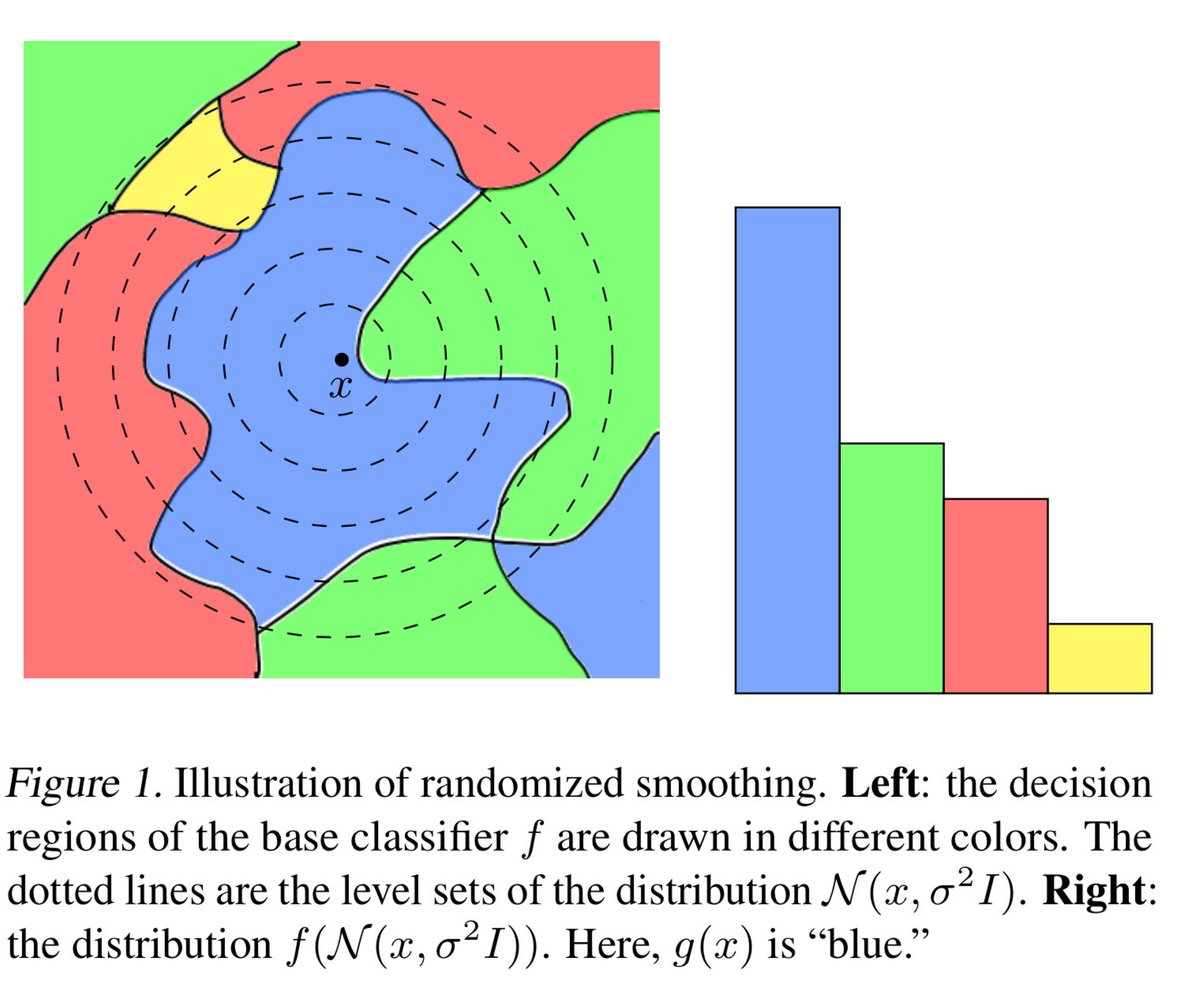 x
Figure 1. Illustration of randomized smoothing. Left: the decision
regions of the base classifier f are drawn in different colors. The
dotted lines are the level sets of the distribution 𝒩(x, σ²I). Right:
the distribution f(𝒩(x, σ²I)). Here, g(x) is “blue.”